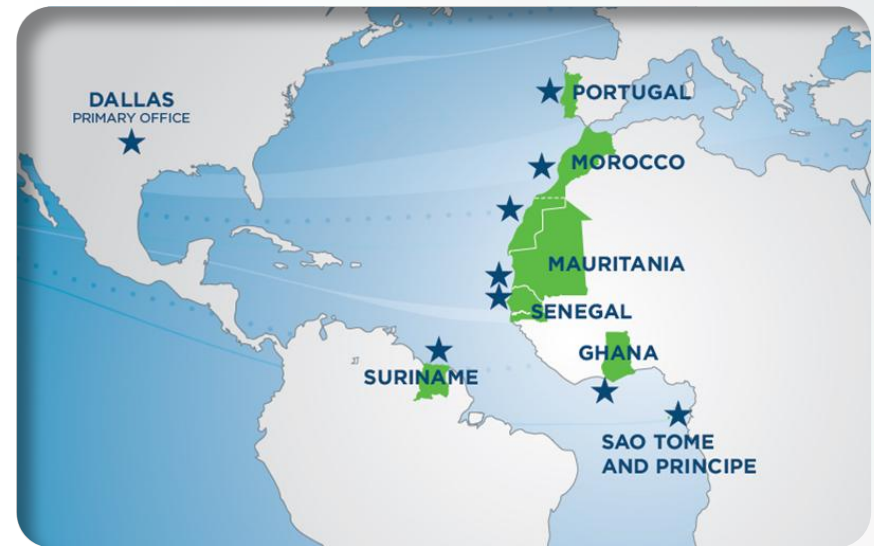 DALLAS
PRIMARY OFFICE
PORTUGAL
MOROCCO
MAURITANIA
SENEGAL
GHANA
SURINAME
SAO TOME
AND PRINCIPE